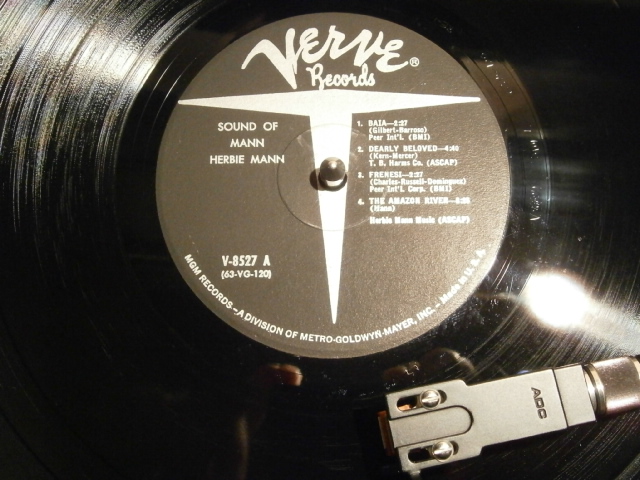 Verve®
Records
SOUND OF
MANN
HERBIE MANN
1. BAIA—2:27
(Gilbert-Barroso)
Peer Int'l. (BMI)
2. DEARLY BELOVED—4:40
(Kern-Mercer)
T. B. Harms Co. (ASCAP)
3. FRENESI—2:27
(Charles-Russell-Dominguez)
Peer Int'l. Corp. (BMI)
4. THE AMAZON RIVER
(Mann)
Herbie Mann Music (ASCAP)
V-8527 A
(63-VG-120)
MGM RECORDS—A DIVISION OF METRO-GOLDWYN-MAYER, INC.—Made in U.S.A.
ADC